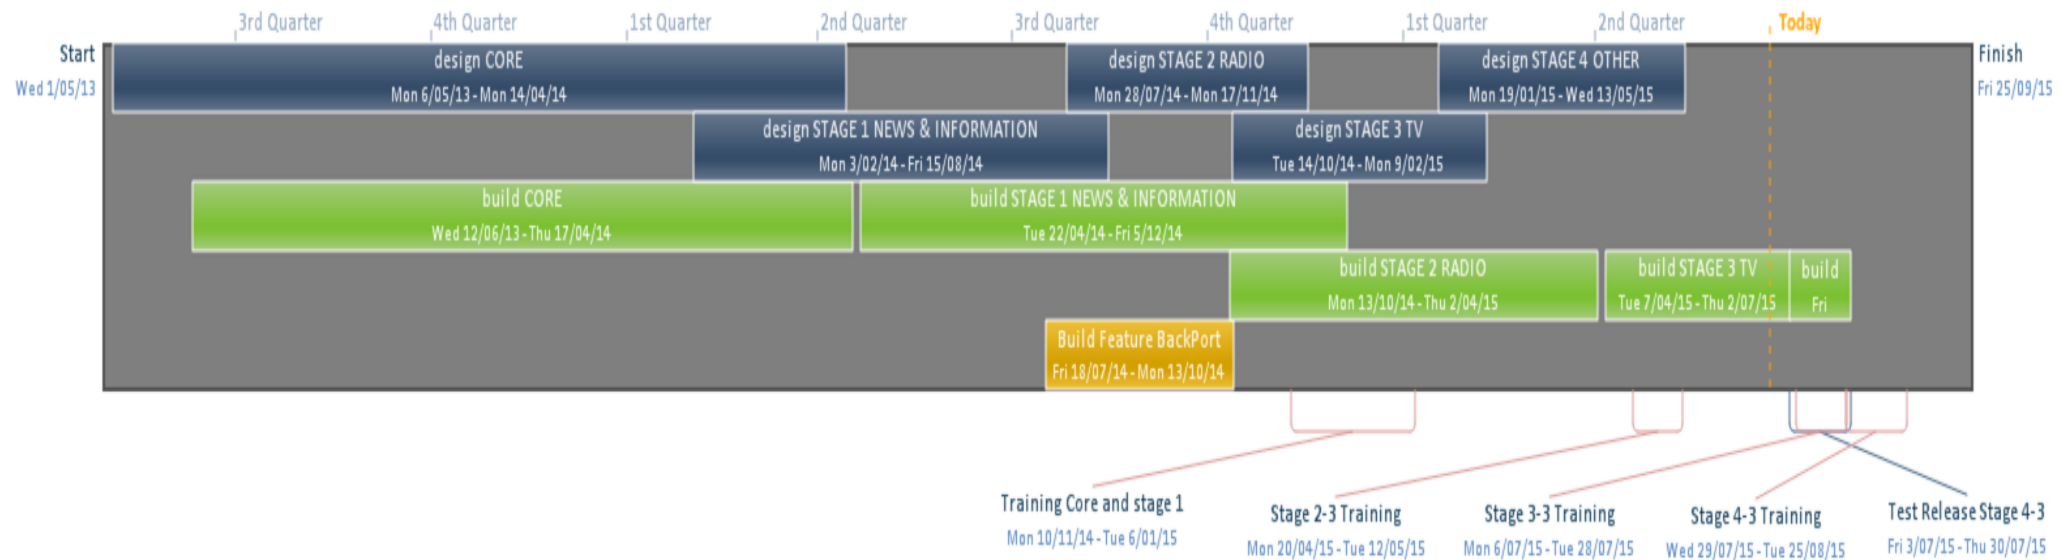 3rd Quarter
4th Quarter
1st Quarter
2nd Quarter
3rd Quarter
4th Quarter
1st Quarter
2nd Quarter
Today
Start
Wed 1/05/13
Finish
Fri 25/09/15
design CORE
Mon 6/05/13 - Mon 14/04/14
design STAGE 2 RADIO
Mon 28/07/14 - Mon 17/11/14
design STAGE 4 OTHER
Mon 19/01/15 - Wed 13/05/15
design STAGE 1 NEWS & INFORMATION
Mon 3/02/14 - Fri 15/08/14
design STAGE 3 TV
Tue 14/10/14 - Mon 9/02/15
build CORE
Wed 12/06/13 - Thu 17/04/14
build STAGE 1 NEWS & INFORMATION
Tue 22/04/14 - Fri 5/12/14
build STAGE 2 RADIO
Mon 13/10/14 - Thu 2/04/15
build STAGE 3 TV
Tue 7/04/15 - Thu 2/07/15
build
Fri
Build Feature BackPort
Fri 18/07/14 - Mon 13/10/14
Training Core and stage 1
Mon 10/11/14 - Tue 6/01/15
Stage 2-3 Training
Mon 20/04/15 - Tue 12/05/15
Stage 3-3 Training
Mon 6/07/15 - Tue 28/07/15
Stage 4-3 Training
Wed 29/07/15 - Tue 25/08/15
Test Release Stage 4-3
Fri 3/07/15 - Thu 30/07/15